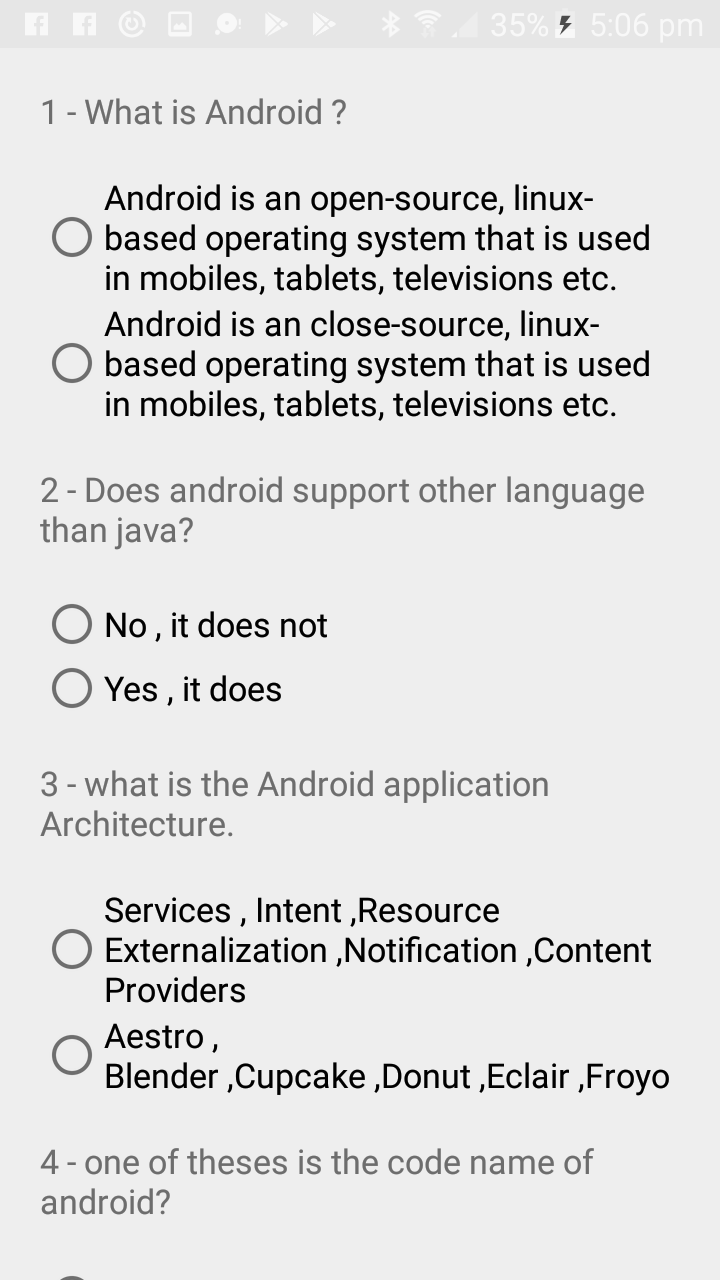 35% 5:06 pm
1 - What is Android ?
Android is an open-source, linux-
based operating system that is used
in mobiles, tablets, televisions etc.
Android is an close-source, linux-
based operating system that is used
in mobiles, tablets, televisions etc.
2 - Does android support other language
than java?
No , it does not
Yes , it does
3 - what is the Android application
Architecture.
Services , Intent ,Resource
Externalization ,Notification ,Content
Providers
Aestro ,
Blender ,Cupcake ,Donut ,Eclair ,Froyo
4 - one of theses is the code name of
android?